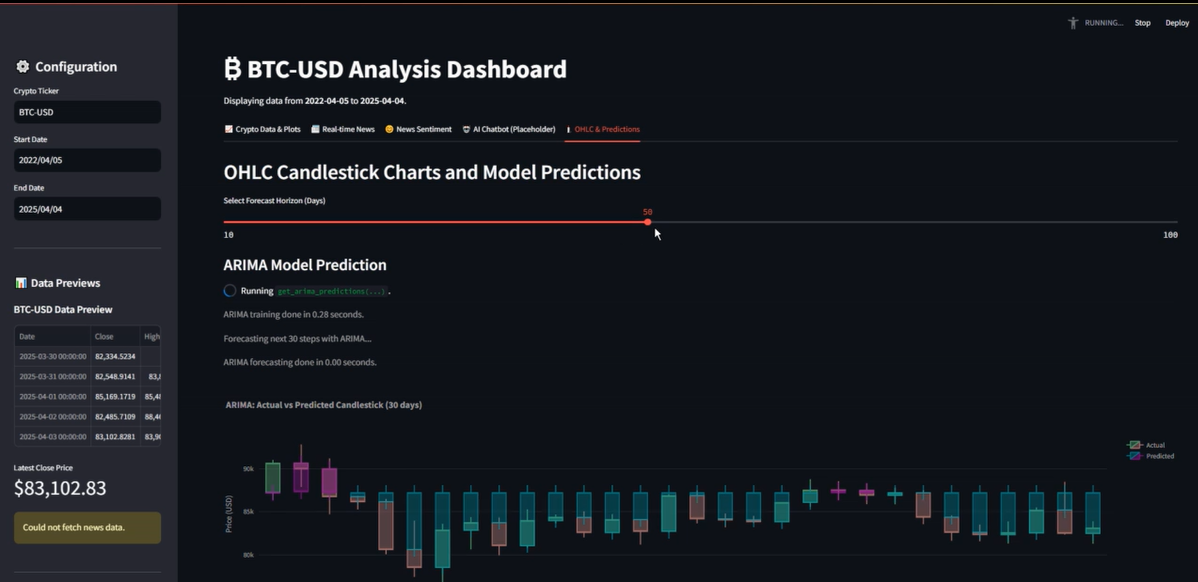 RUNNING...
Stop
Deploy
Configuration
Crypto Ticker
BTC-USD
Start Date
2022/04/05
End Date
2025/04/04
Data Previews
BTC-USD Data Preview
Date Close High
2025-03-30 00:00:00 82,334.5234
2025-03-31 00:00:00 82,548.9141 83,8
2025-04-01 00:00:00 85,169.1719 85,48
2025-04-02 00:00:00 82,485.7109 88,46
2025-04-03 00:00:00 83,102.8281 83,90
Latest Close Price
$83,102.83
Could not fetch news data.
₿ BTC-USD Analysis Dashboard
Displaying data from 2022-04-05 to 2025-04-04.
Crypto Data & Plots
Real-time News
News Sentiment
AI Chatbot (Placeholder)
OHLC & Predictions
OHLC Candlestick Charts and Model Predictions
Select Forecast Horizon (Days)
50
10
100
ARIMA Model Prediction
Running get_arima_predictions(...).
ARIMA training done in 0.28 seconds.
Forecasting next 30 steps with ARIMA...
ARIMA forecasting done in 0.00 seconds.
ARIMA: Actual vs Predicted Candlestick (30 days)
Actual
Predicted
Price (USD)
90k
85k
80k